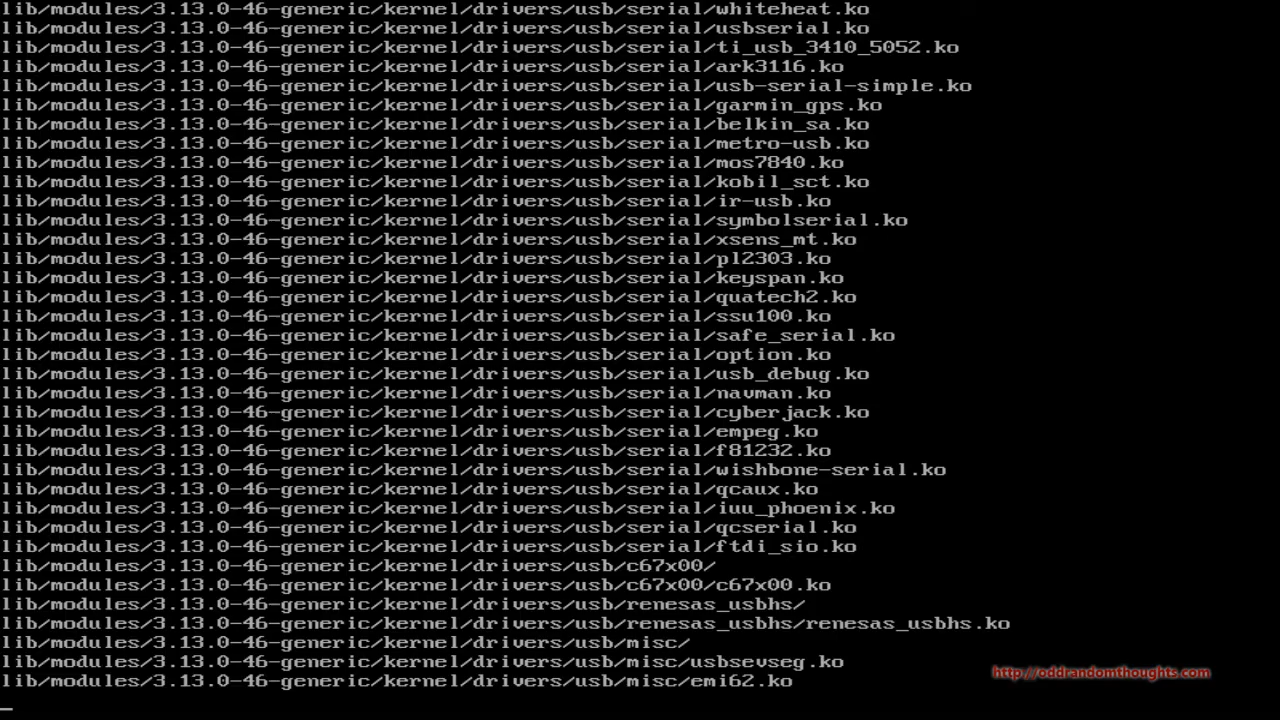 lib/modules/3.13.0-46-generic/kernel/drivers/usb/serial/whiteheat.ko
lib/modules/3.13.0-46-generic/kernel/drivers/usb/serial/usbserial.ko
lib/modules/3.13.0-46-generic/kernel/drivers/usb/serial/ti_usb_3410_5052.ko
lib/modules/3.13.0-46-generic/kernel/drivers/usb/serial/ark3116.ko
lib/modules/3.13.0-46-generic/kernel/drivers/usb/serial/usb-serial-simple.ko
lib/modules/3.13.0-46-generic/kernel/drivers/usb/serial/garmin_gps.ko
lib/modules/3.13.0-46-generic/kernel/drivers/usb/serial/belkin_sa.ko
lib/modules/3.13.0-46-generic/kernel/drivers/usb/serial/metro-usb.ko
lib/modules/3.13.0-46-generic/kernel/drivers/usb/serial/mos7840.ko
lib/modules/3.13.0-46-generic/kernel/drivers/usb/serial/kobil_sct.ko
lib/modules/3.13.0-46-generic/kernel/drivers/usb/serial/ir-usb.ko
lib/modules/3.13.0-46-generic/kernel/drivers/usb/serial/symbolserial.ko
lib/modules/3.13.0-46-generic/kernel/drivers/usb/serial/xsens_mt.ko
lib/modules/3.13.0-46-generic/kernel/drivers/usb/serial/pl2303.ko
lib/modules/3.13.0-46-generic/kernel/drivers/usb/serial/keyspan.ko
lib/modules/3.13.0-46-generic/kernel/drivers/usb/serial/quatech2.ko
lib/modules/3.13.0-46-generic/kernel/drivers/usb/serial/ssu100.ko
lib/modules/3.13.0-46-generic/kernel/drivers/usb/serial/safe_serial.ko
lib/modules/3.13.0-46-generic/kernel/drivers/usb/serial/option.ko
lib/modules/3.13.0-46-generic/kernel/drivers/usb/serial/usb_debug.ko
lib/modules/3.13.0-46-generic/kernel/drivers/usb/serial/navman.ko
lib/modules/3.13.0-46-generic/kernel/drivers/usb/serial/cyberjack.ko
lib/modules/3.13.0-46-generic/kernel/drivers/usb/serial/empeg.ko
lib/modules/3.13.0-46-generic/kernel/drivers/usb/serial/f81232.ko
lib/modules/3.13.0-46-generic/kernel/drivers/usb/serial/wishbone-serial.ko
lib/modules/3.13.0-46-generic/kernel/drivers/usb/serial/qcaux.ko
lib/modules/3.13.0-46-generic/kernel/drivers/usb/serial/iuu_phoenix.ko
lib/modules/3.13.0-46-generic/kernel/drivers/usb/serial/qcserial.ko
lib/modules/3.13.0-46-generic/kernel/drivers/usb/serial/ftdi_sio.ko
lib/modules/3.13.0-46-generic/kernel/drivers/usb/c67x00/
lib/modules/3.13.0-46-generic/kernel/drivers/usb/c67x00/c67x00.ko
lib/modules/3.13.0-46-generic/kernel/drivers/usb/renesas_usbhs/
lib/modules/3.13.0-46-generic/kernel/drivers/usb/renesas_usbhs/renesas_usbhs.ko
lib/modules/3.13.0-46-generic/kernel/drivers/usb/misc/
lib/modules/3.13.0-46-generic/kernel/drivers/usb/misc/usbsevseg.ko
lib/modules/3.13.0-46-generic/kernel/drivers/usb/misc/emi62.ko
http://oddrandomthoughts.com